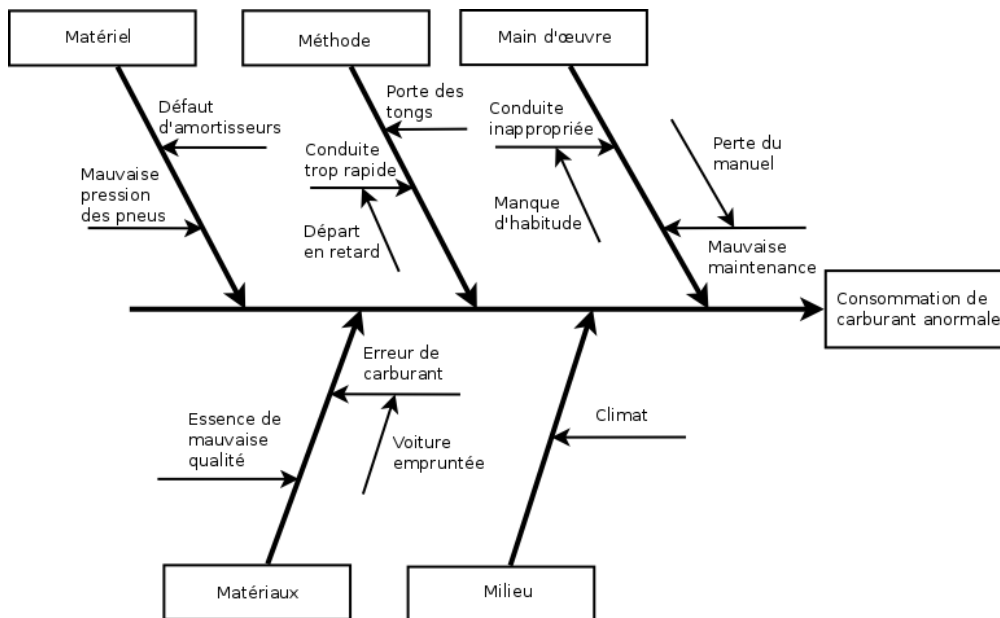 Matériel
Méthode
Main d'œuvre
Défaut
d'amortisseurs
Mauvaise
pression
des pneus
Porte des
tongs
Conduite
trop rapide
Départ
en retard
Conduite
inappropriée
Manque
d'habitude
Perte du
manuel
Mauvaise
maintenance
Consommation de
carburant anormale
Erreur de
carburant
Essence de
mauvaise
qualité
Voiture
empruntée
Climat
Matériaux
Milieu